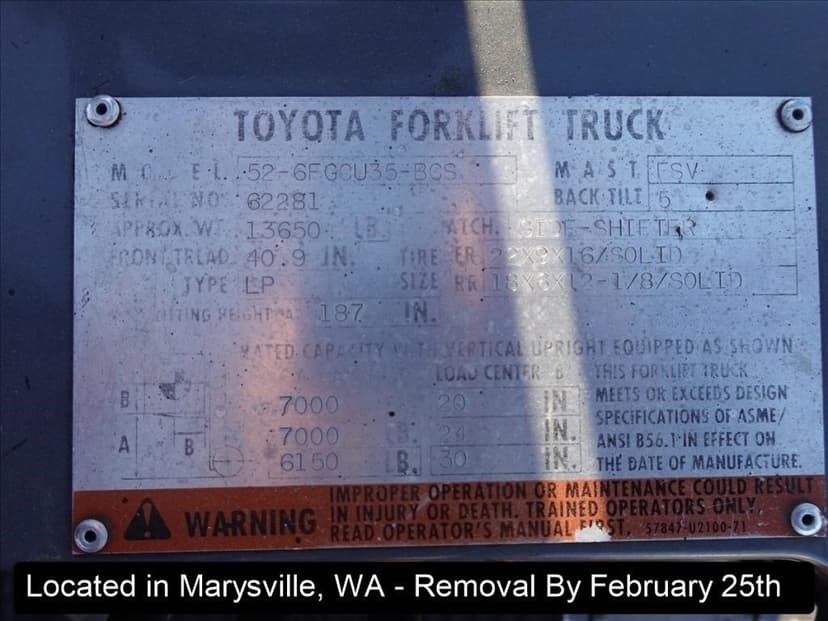 TOYOTA FORKLIFT TRUCK
MODEL 52-6FGCU35-BCS MAST FSV
SERIAL NO 62281 BACK TILT 5
APPROX. WT. 13650 LB. ATCH. SIDE-SHIFTER
FRONT TREAD 40.9 IN. TIRE FR 22X9X16/SOLID
TYPE LP SIZE RR 18X6X12-1/8/SOLID
LIFTING HEIGHT A 187 IN.
RATED CAPACITY WITH VERTICAL UPRIGHT EQUIPPED AS SHOWN
LOAD CENTER B THIS FORKLIFT TRUCK
B 7000 20 IN MEETS OR EXCEEDS DESIGN
SPECIFICATIONS OF ASME/
A B 7000 LB. 24 IN. ANSI B56.1 IN EFFECT ON
6150 LB. 30 IN. THE DATE OF MANUFACTURE.
WARNING
IMPROPER OPERATION OR MAINTENANCE COULD RESULT
IN INJURY OR DEATH. TRAINED OPERATORS ONLY.
READ OPERATOR'S MANUAL FIRST. 57847-U2100-71
Located in Marysville, WA - Removal By February 25th